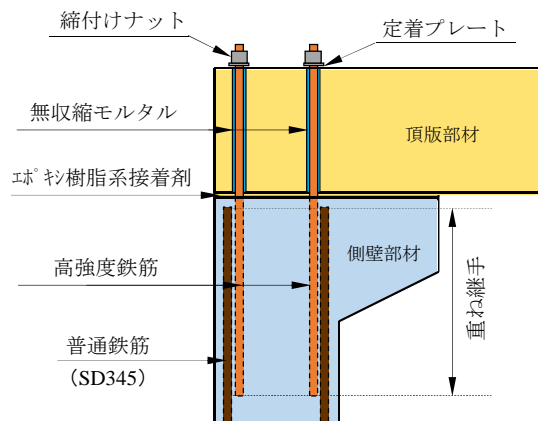 締付けナット
定着プレート
無収縮モルタル
頂版部材
ｴﾎﾟｷｼ樹脂系接着剤
側壁部材
高強度鉄筋
重ね継手
普通鉄筋
（SD345）